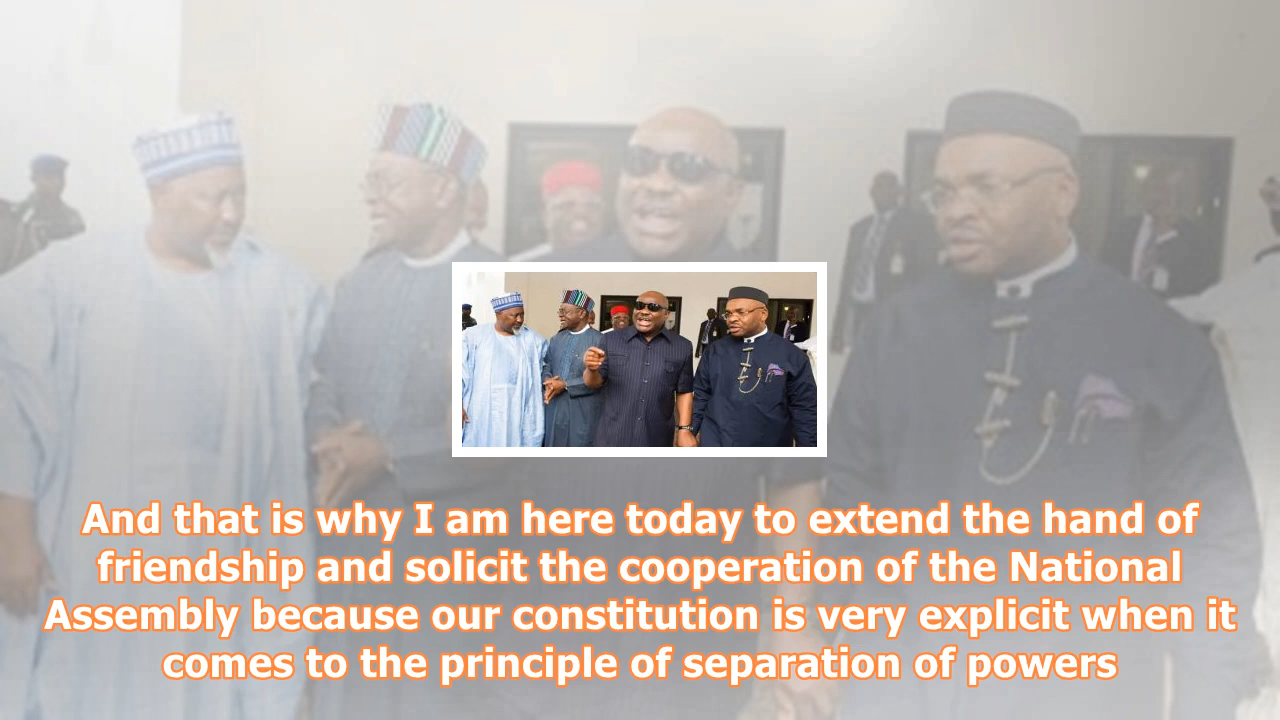 And that is why I am here today to extend the hand of
friendship and solicit the cooperation of the National
Assembly because our constitution is very explicit when it
comes to the principle of separation of powers